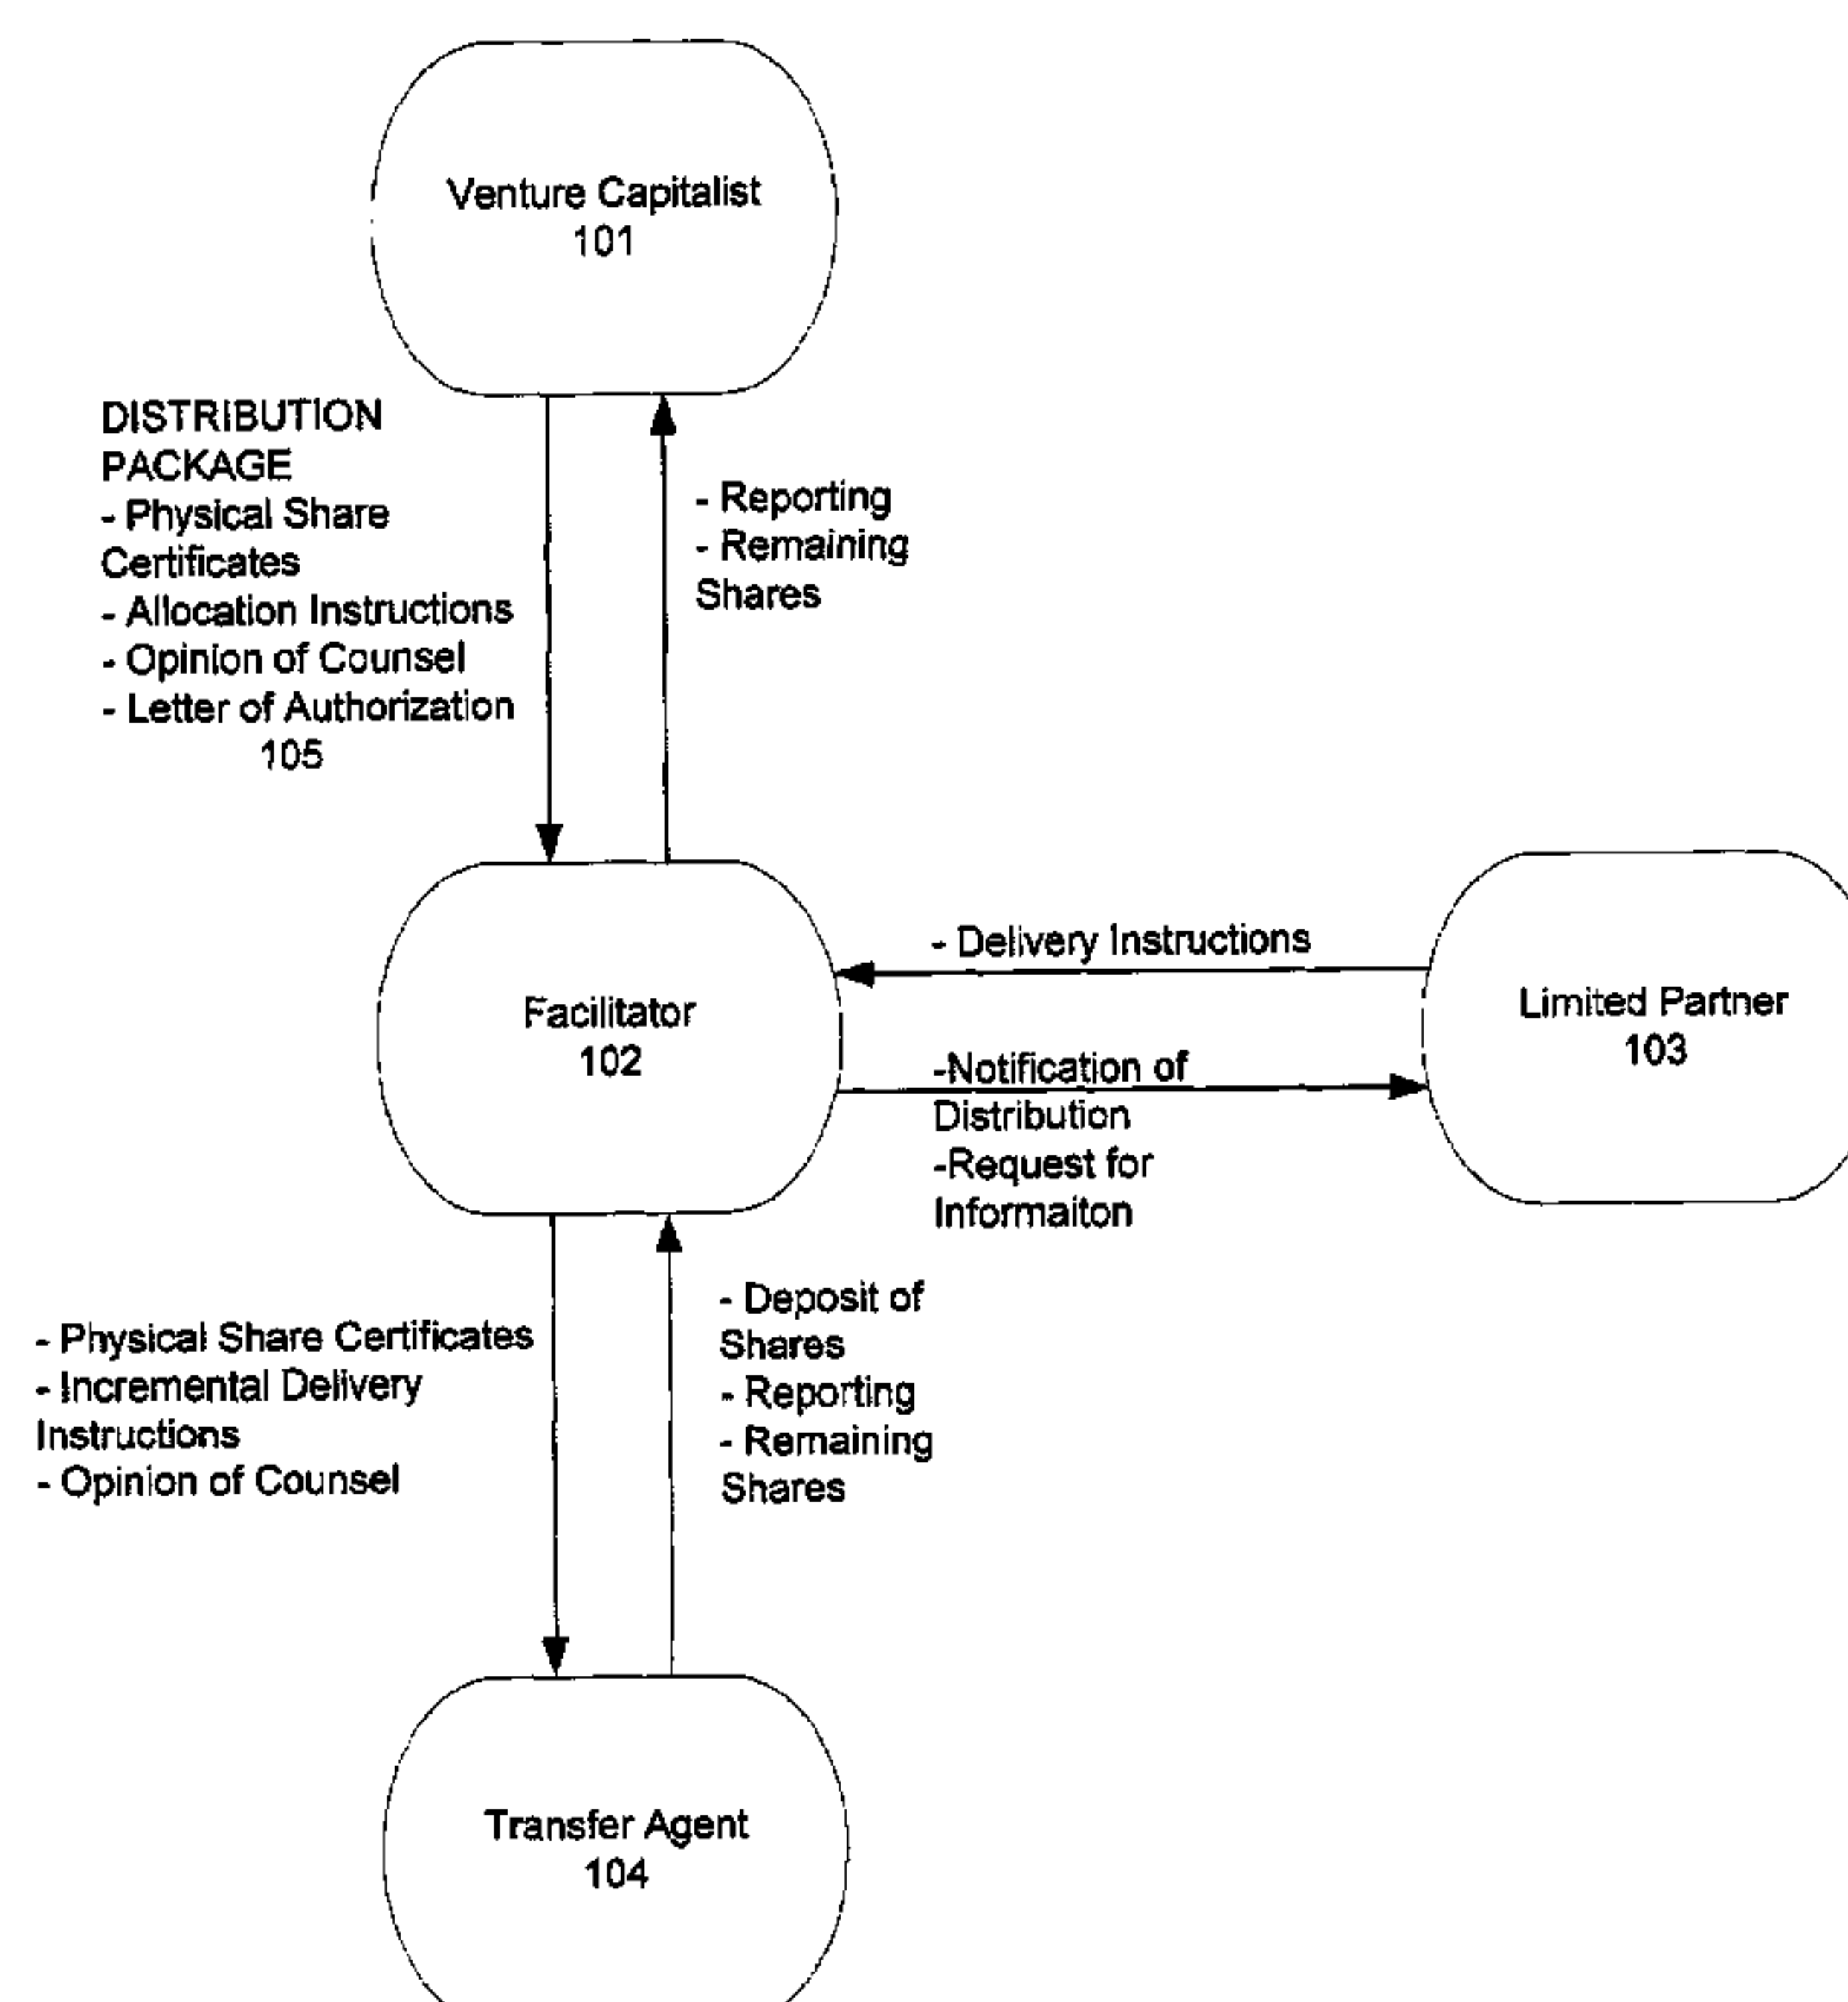 Venture Capitalist
101
DISTRIBUTION
PACKAGE
- Physical Share
Certificates
- Allocation Instructions
- Opinion of Counsel
- Letter of Authorization
105
- Reporting
- Remaining
Shares
Facilitator
102
- Delivery Instructions
-Notification of
Distribution
-Request for
Informaiton
Limited Partner
103
- Physical Share Certificates
- Incremental Delivery
Instructions
- Opinion of Counsel
- Deposit of
Shares
- Reporting
- Remaining
Shares
Transfer Agent
104